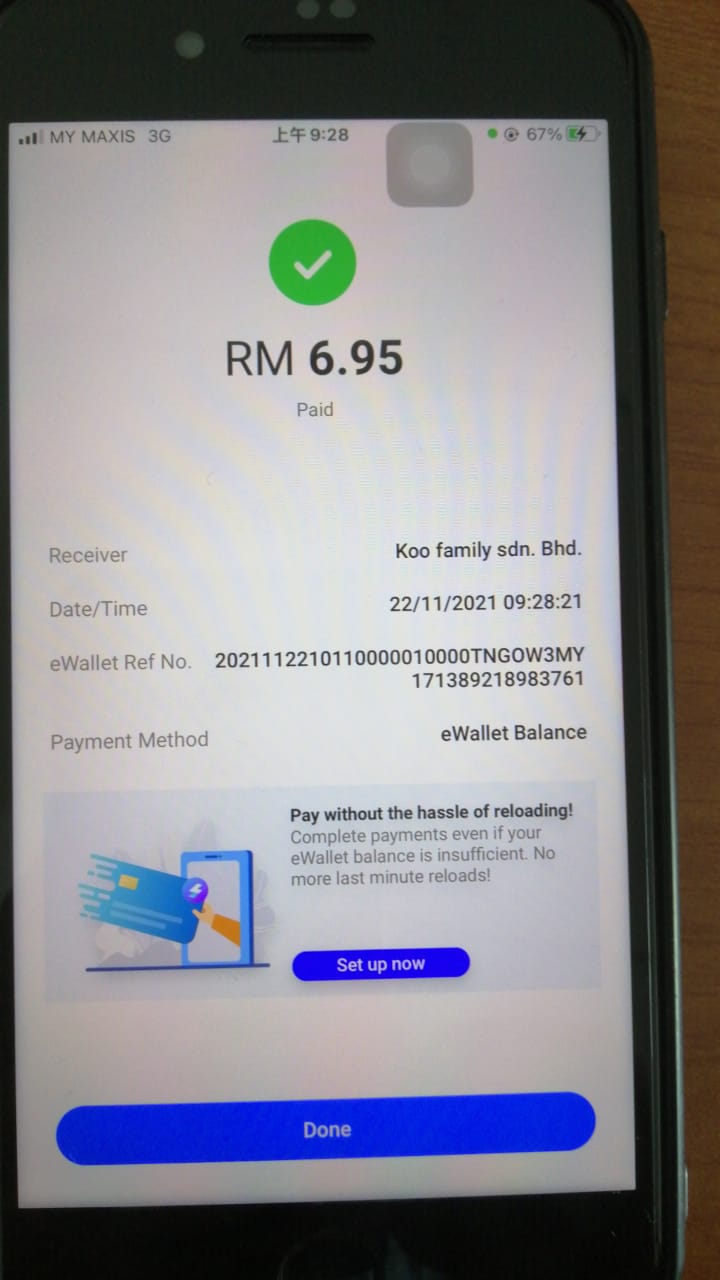 MY MAXIS 3G 上午 9:28 67%
RM 6.95
Paid
Receiver Koo family sdn. Bhd.
Date/Time 22/11/2021 09:28:21
eWallet Ref No. 20211122101100000010000TNGOW3MY
171389218983761
Payment Method eWallet Balance
Pay without the hassle of reloading!
Complete payments even if your
eWallet balance is insufficient. No
more last minute reloads!
Set up now
Done